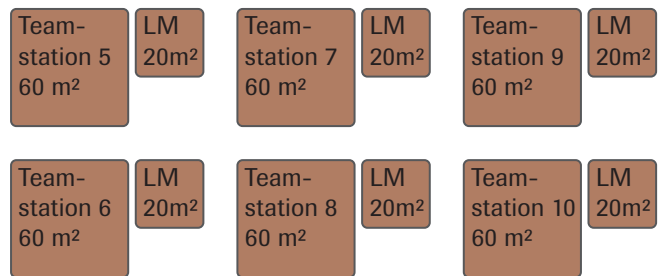 Team-
station 5
60 m²
LM
20m²
Team-
station 7
60 m²
LM
20m²
Team-
station 9
60 m²
LM
20m²
Team-
station 6
60 m²
LM
20m²
Team-
station 8
60 m²
LM
20m²
Team-
station 10
60 m²
LM
20m²